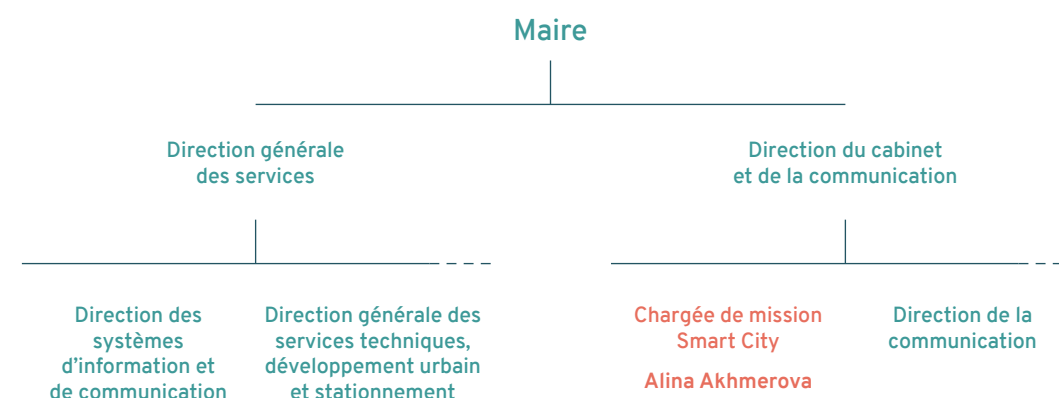 Maire
Direction générale
des services
Direction du cabinet
et de la communication
Direction des
systèmes
d'information et
de communication
Direction générale des
services techniques,
développement urbain
et stationnement
Chargée de mission
Smart City
Alina Akhmerova
Direction de la
communication